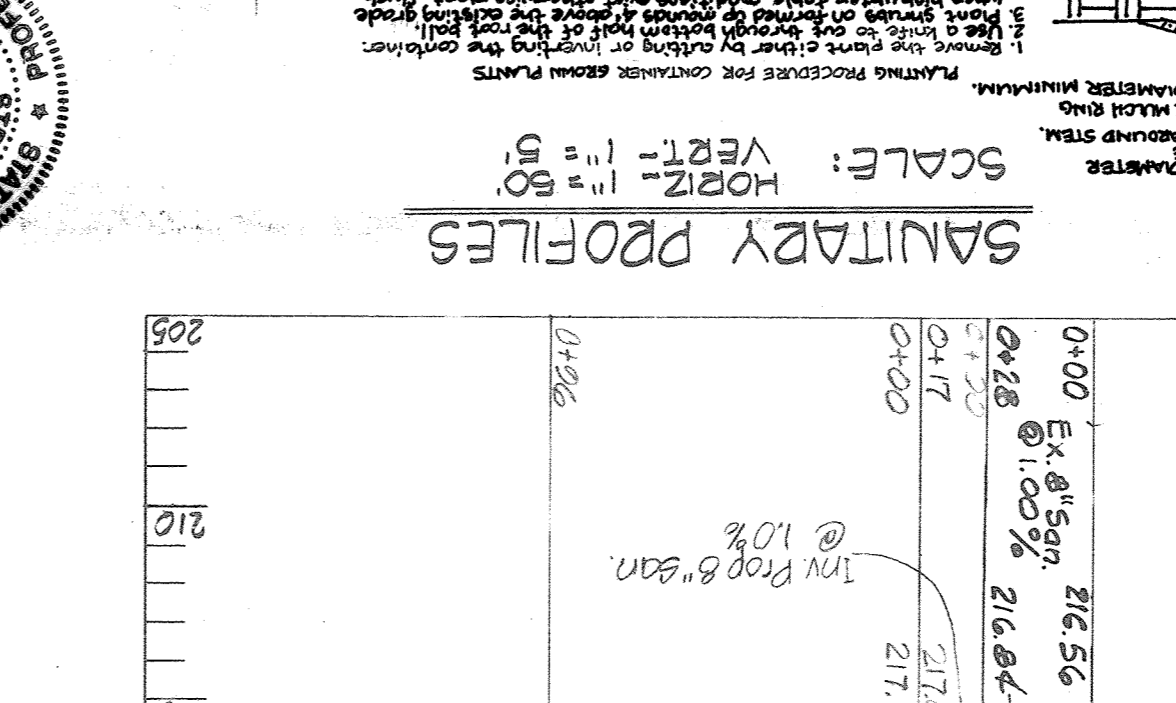 1. Remove the plant either by cutting or inverting the container.
2. Use a knife to cut through bottom half of the root ball.
3. Plant shrubs on formed up mounds 4' above the existing grade
PLANTING PROCEDURE FOR CONTAINER GROWN PLANTS
DIAMETER
AROUND STEM.
MULCH RING
DIAMETER MINIMUM.
SANITARY PROFILES
SCALE: HORIZ- 1"= 50'
VERT.- 1"= 5'
205
210
0+96
0+00
0+17
0+28
0+00
Ex. 8"San.
@ 1.00%
216.56
216.84
Inv. Prop 8"San.
@ 1.0%
217.
217.
PROFE
STAT